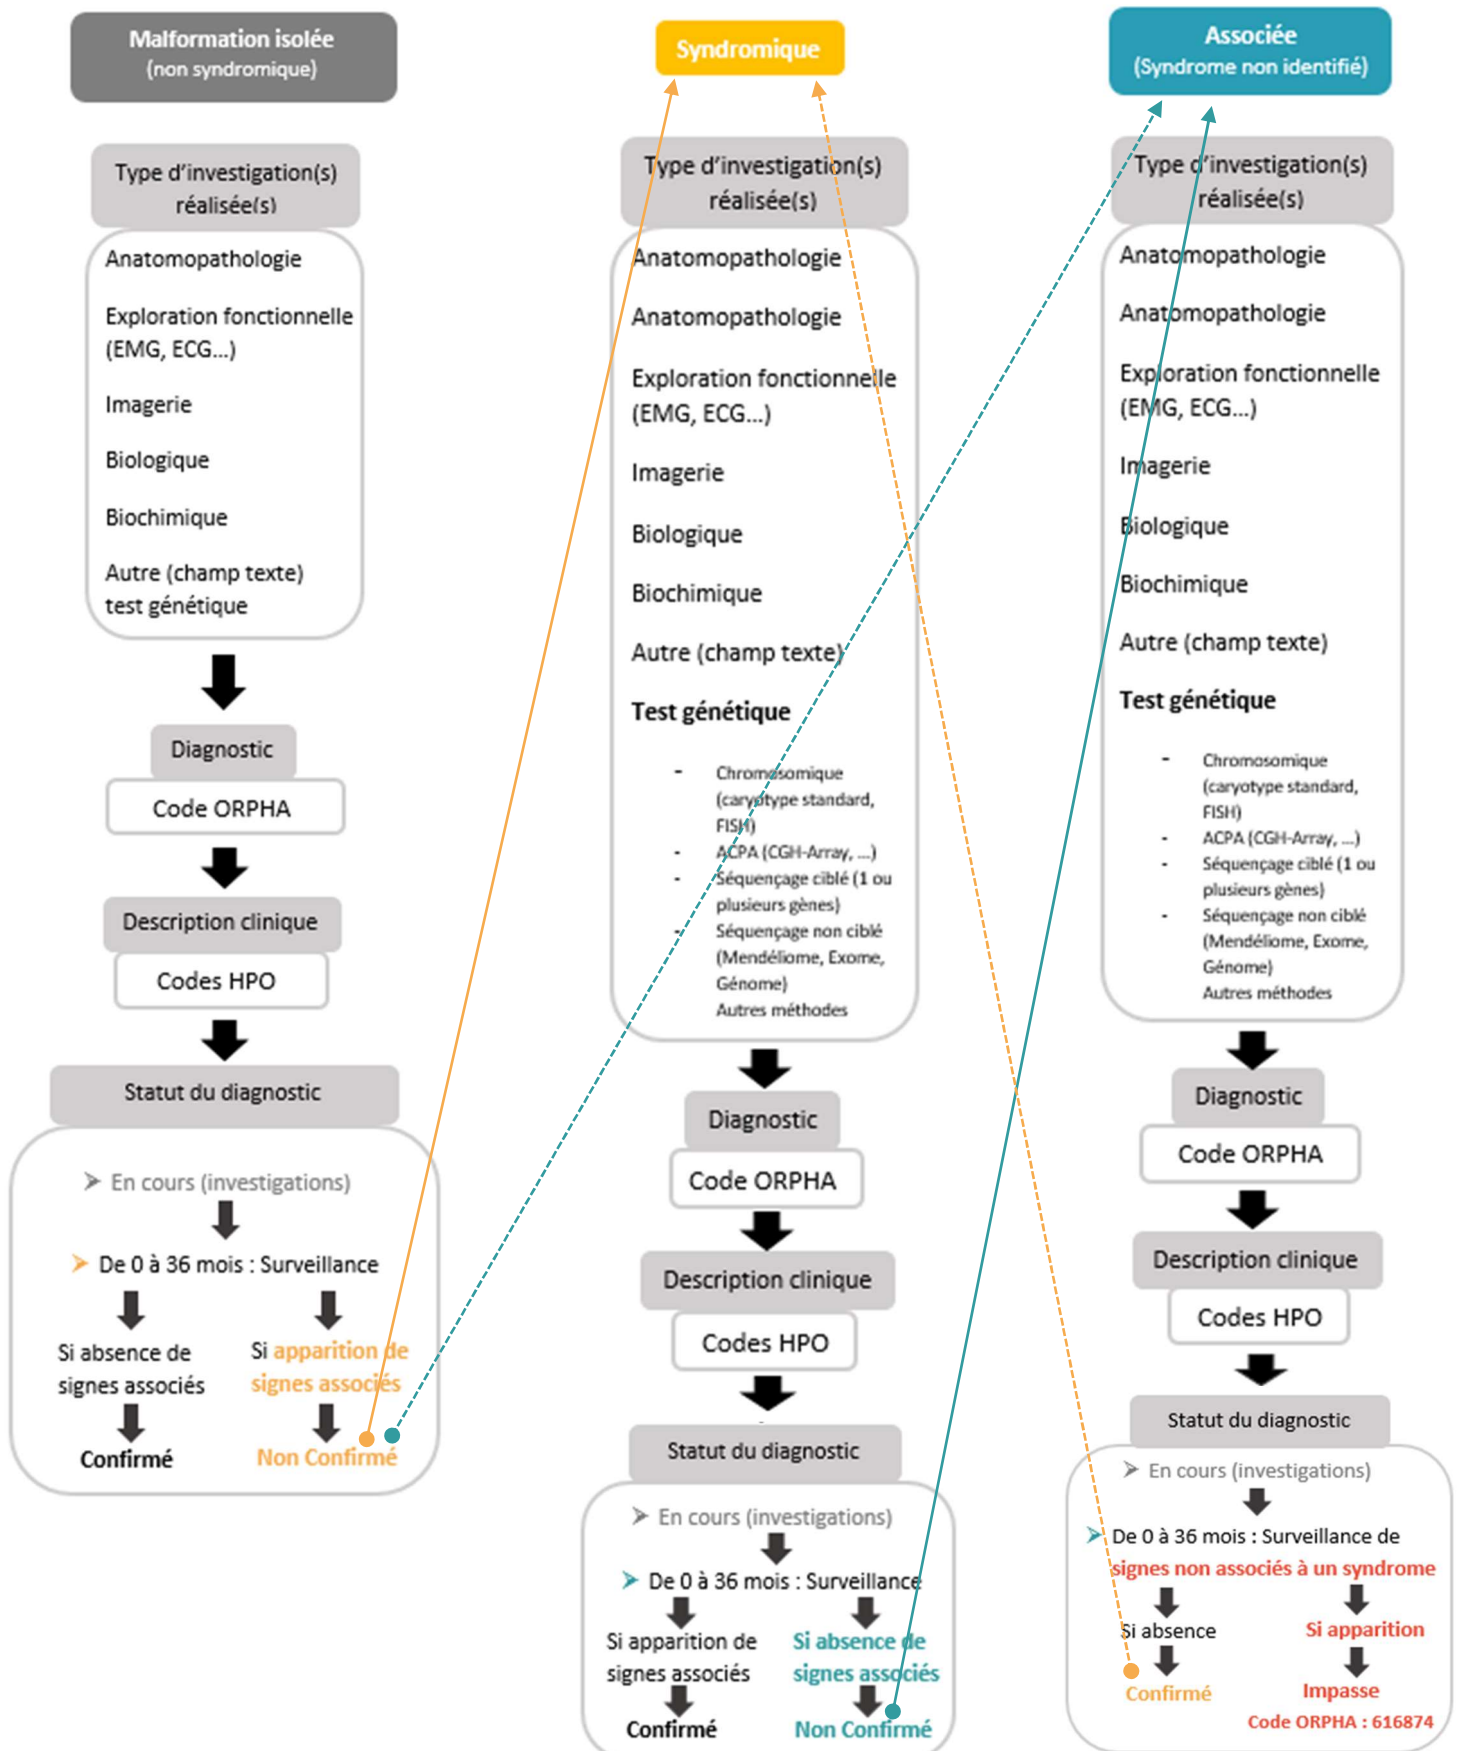 Malformation isolée
(non syndromique)
Type d'investigation(s)
réalisée(s)
Anatomopathologie
Exploration fonctionnelle
(EMG, ECG...)
Imagerie
Biologique
Biochimique
Autre (champ texte)
test génétique
Diagnostic
Code ORPHA
Description clinique
Codes HPO
Statut du diagnostic
➤ En cours (investigations)
➤ De 0 à 36 mois : Surveillance
Si absence de
signes associés
Confirmé
Si apparition de
signes associés
Non Confirmé
Syndromique
Type d'investigation(s)
réalisée(s)
Anatomopathologie
Anatomopathologie
Exploration fonctionnelle
(EMG, ECG...)
Imagerie
Biologique
Biochimique
Autre (champ texte)
Test génétique
- Chromosomique
(caryotype standard,
FISH)
- ACPA (CGH-Array, ...)
- Séquençage ciblé (1 ou
plusieurs gènes)
- Séquençage non ciblé
(Mendéliome, Exome,
Génome)
Autres méthodes
Diagnostic
Code ORPHA
Description clinique
Codes HPO
Statut du diagnostic
➤ En cours (investigations)
➤ De 0 à 36 mois : Surveillance
Si apparition de
signes associés
Confirmé
Si absence de
signes associés
Non Confirmé
Associée
(Syndrome non identifié)
Type d'investigation(s)
réalisée(s)
Anatomopathologie
Anatomopathologie
Exploration fonctionnelle
(EMG, ECG...)
Imagerie
Biologique
Biochimique
Autre (champ texte)
Test génétique
- Chromosomique
(caryotype standard,
FISH)
- ACPA (CGH-Array, ...)
- Séquençage ciblé (1 ou
plusieurs gènes)
- Séquençage non ciblé
(Mendéliome, Exome,
Génome)
Autres méthodes
Diagnostic
Code ORPHA
Description clinique
Codes HPO
Statut du diagnostic
➤ En cours (investigations)
➤ De 0 à 36 mois : Surveillance de
signes non associés à un syndrome
Si absence
Confirmé
Si apparition
Impasse
Code ORPHA : 616874